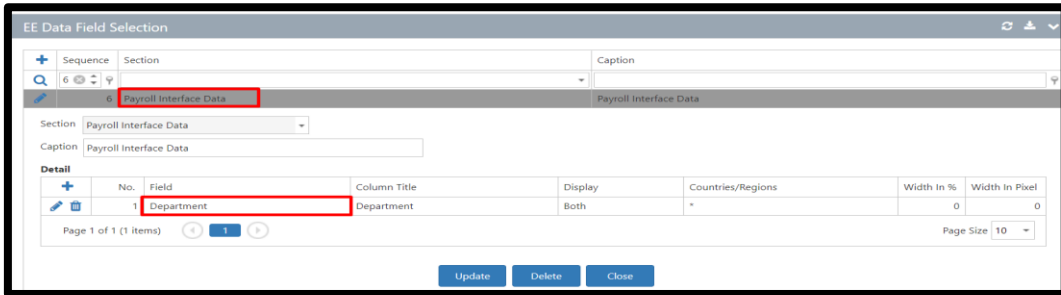 EE Data Field Selection
Sequence Section Caption
6
6 Payroll Interface Data Payroll Interface Data
Section Payroll Interface Data
Caption Payroll Interface Data
Detail
No. Field Column Title Display Countries/Regions Width In % Width In Pixel
1 Department Department Both * 0 0
Page 1 of 1 (1 items) 1 Page Size 10
Update Delete Close